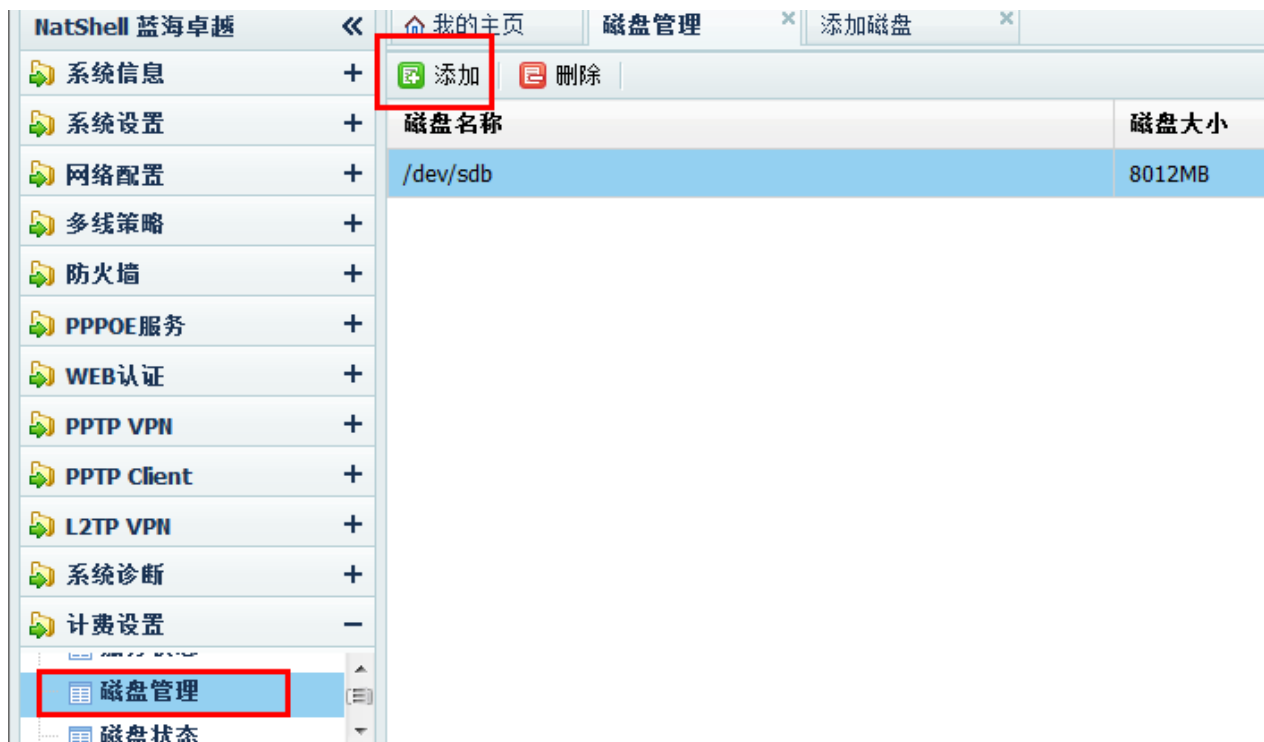 NatShell 蓝海卓越
系统信息
系统设置
网络配置
多线策略
防火墙
PPPOE服务
WEB认证
PPTP VPN
PPTP Client
L2TP VPN
系统诊断
计费设置
磁盘管理
磁盘状态
我的主页 磁盘管理 添加磁盘
添加 删除
磁盘名称 磁盘大小
/dev/sdb 8012MB